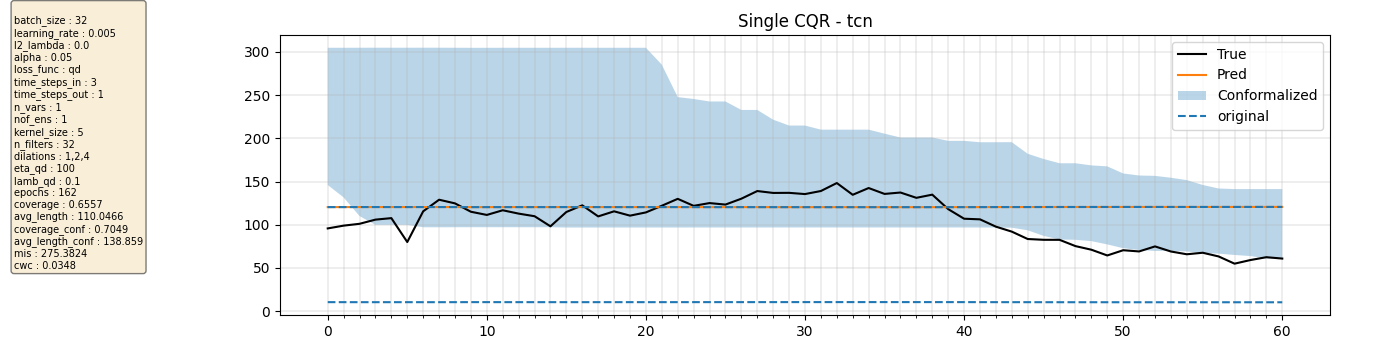 batch_size : 32
learning_rate : 0.005
l2_lambda : 0.0
alpha : 0.05
loss_func : qd
time_steps_in : 3
time_steps_out : 1
n_vars : 1
nof_ens : 1
kernel_size : 5
n_filters : 32
dilations : 1,2,4
eta_qd : 100
lamb_qd : 0.1
epochs : 162
coverage : 0.6557
avg_length : 110.0466
coverage_conf : 0.7049
avg_length_conf : 138.859
mis : 275.3824
cwc : 0.0348
Single CQR - tcn
300
250
200
150
100
50
0
0 10 20 30 40 50 60
True
Pred
Conformalized
original